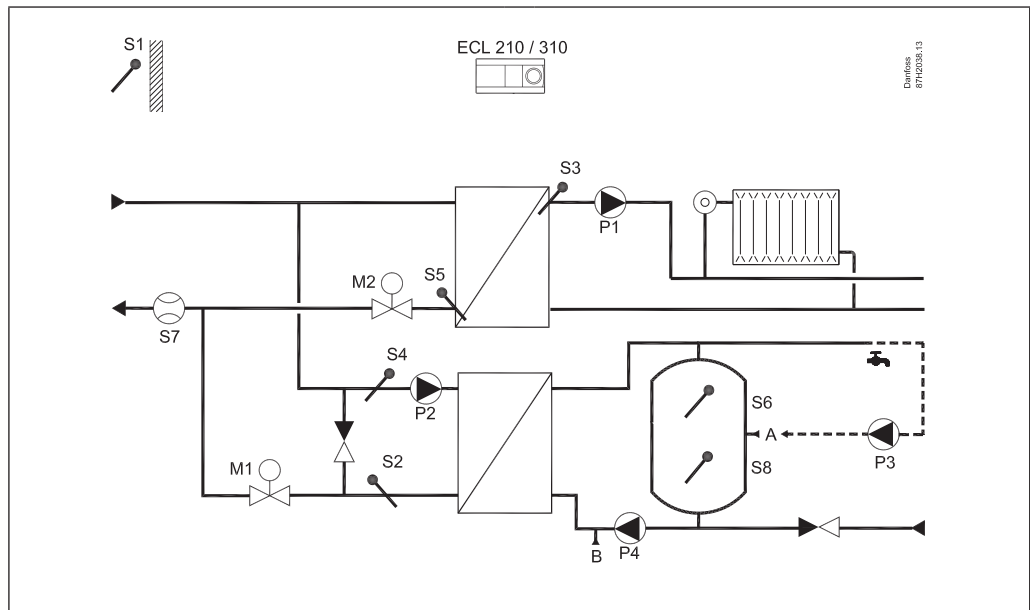 S1
ECL 210 / 310
Danfoss
87H2038.13
S3
P1
M2
S5
S7
S4
P2
S6
A
P3
S8
M1
S2
B
P4